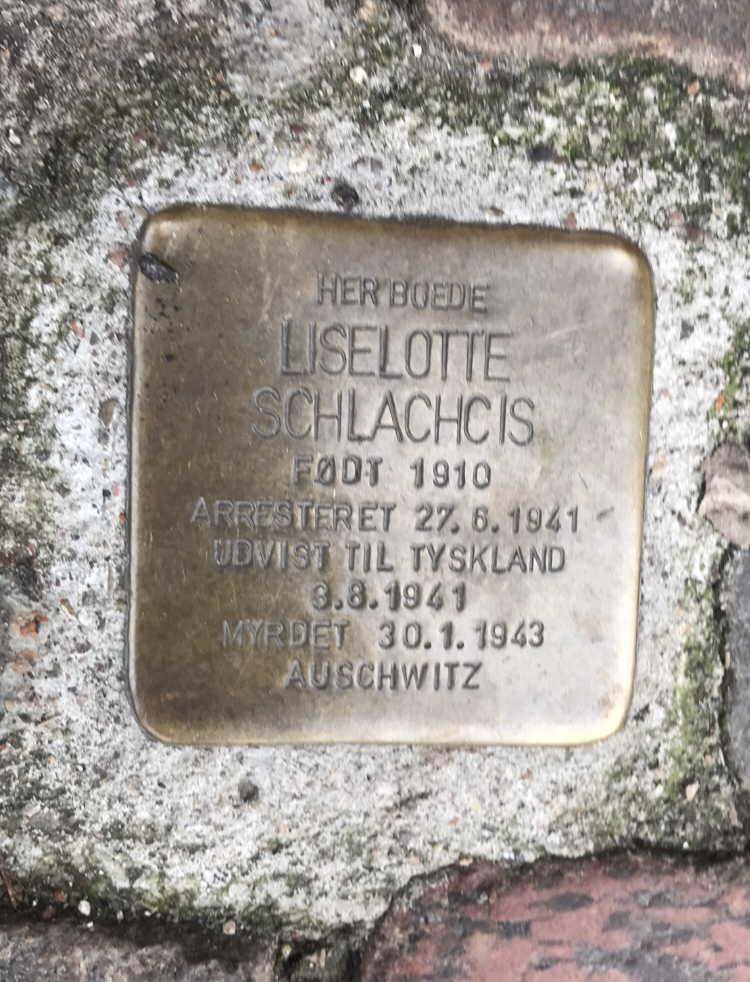 HER BOEDE
LISELOTTE
SCHLACHCIS
FØDT 1910
ARRESTERET 27.6.1941
UDVIST TIL TYSKLAND
3.8.1941
MYRDET 30.1.1943
AUSCHWITZ